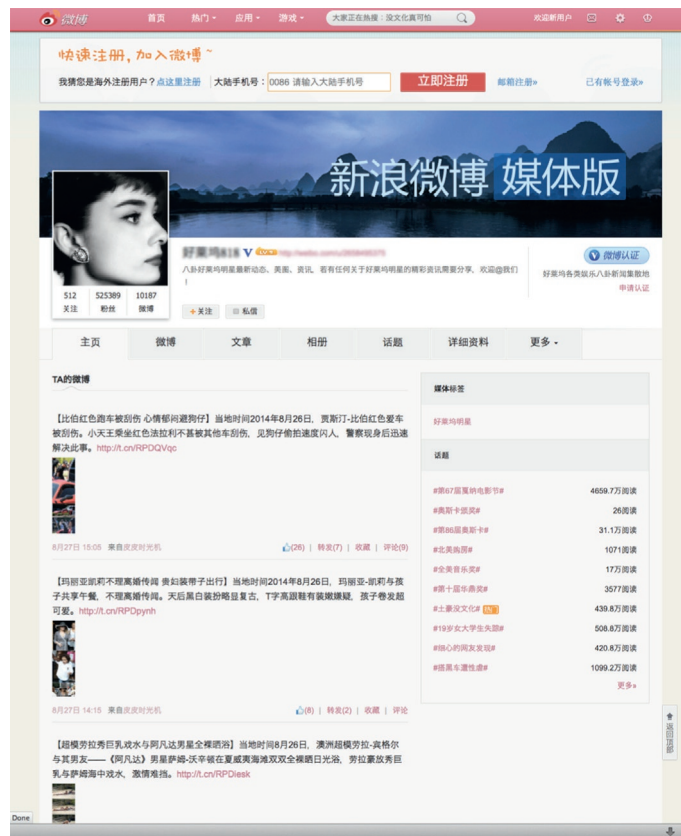 微博 首页 热门 应用 游戏 大家正在热搜：没文化真可怕 欢迎新用户
快速注册，加入微博~
我猜您是海外注册用户？点这里注册 大陆手机号：0086 请输入大陆手机号 立即注册 邮箱注册» 已有帐号登录»
新浪微博 媒体版
V
八卦好莱坞明星最新动态、美图、资讯，若有任何关于好莱坞明星的精彩资讯需要分享，欢迎@我们
！
512 525389 10187
关注 粉丝 微博
+关注 私信
V 微博认证
好莱坞各类娱乐八卦新闻集散地
申请认证
主页 微博 文章 相册 话题 详细资料 更多
TA的微博
【比伯红色跑车被刮伤 心情郁闷避狗仔】当地时间2014年8月26日，贾斯汀-比伯红色爱车
被刮伤。小天王乘坐红色法拉利不甚被其他车刮伤，见狗仔偷拍速度闪人，警察现身后迅速
解决此事。http://t.cn/RPDQVqc
8月27日 15:05 来自皮皮时光机 (26) | 转发(7) | 收藏 | 评论(9)
【玛丽亚凯莉不理离婚传闻 贵妇装带子出行】当地时间2014年8月26日，玛丽亚-凯莉与孩
子共享午餐，不理离婚传闻。天后黑白装扮略显复古，T字高跟鞋有装嫩嫌疑，孩子卷发超
可爱。http://t.cn/RPDpynh
8月27日 14:15 来自皮皮时光机 (6) | 转发(2) | 收藏 | 评论
【超模劳拉秀巨乳戏水与阿凡达男星全裸晒浴】当地时间8月26日，澳洲超模劳拉-宾格尔
与其男友——《阿凡达》男星萨姆-沃辛顿在夏威夷海滩双双全裸晒日光浴，劳拉豪放秀巨
乳与萨姆海中戏水，激情难挡。http://t.cn/RPDiesk
媒体标签
好莱坞明星
话题
#第67届戛纳电影节# 4659.7万阅读
#奥斯卡颁奖# 26阅读
#第86届奥斯卡# 31.1万阅读
#北美购房# 1071阅读
#全美音乐奖# 17万阅读
#第十届华鼎奖# 3577阅读
#土豪没文化# 热门 439.8万阅读
#19岁女大学生失踪# 508.8万阅读
#细心的网友发现# 420.8万阅读
#搭黑车遭性虐# 1099.2万阅读
更多»
返回顶部
Done